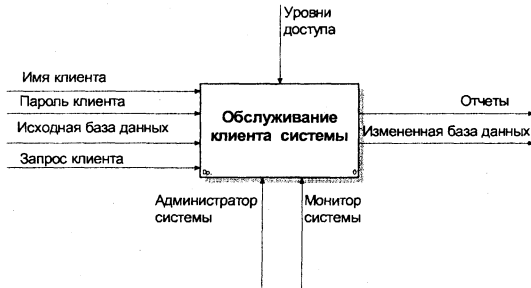 Уровни
доступа
Имя клиента
Пароль клиента
Исходная база данных
Запрос клиента
Обслуживание
клиента системы
Отчеты
Измененная база данных
Администратор
системы
Монитор
системы